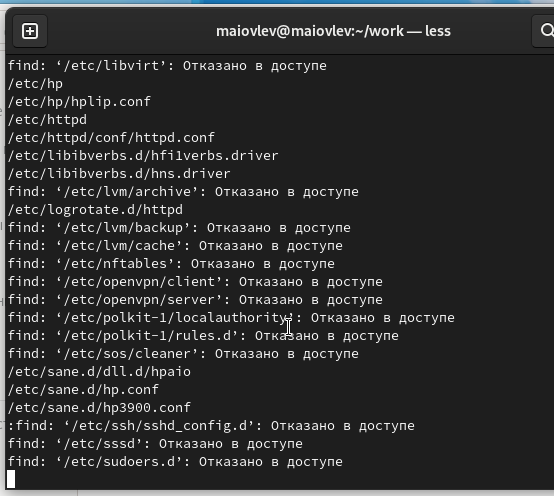 maiovlev@maiovlev:~/work — less
find: ‘/etc/libvirt’: Отказано в доступе
/etc/hp
/etc/hp/hplip.conf
/etc/httpd
/etc/httpd/conf/httpd.conf
/etc/libibverbs.d/hfi1verbs.driver
/etc/libibverbs.d/hns.driver
find: ‘/etc/lvm/archive’: Отказано в доступе
/etc/logrotate.d/httpd
find: ‘/etc/lvm/backup’: Отказано в доступе
find: ‘/etc/lvm/cache’: Отказано в доступе
find: ‘/etc/nftables’: Отказано в доступе
find: ‘/etc/openvpn/client’: Отказано в доступе
find: ‘/etc/openvpn/server’: Отказано в доступе
find: ‘/etc/polkit-1/localauthority’: Отказано в доступе
find: ‘/etc/polkit-1/rules.d’: Отказано в доступе
find: ‘/etc/sos/cleaner’: Отказано в доступе
/etc/sane.d/dll.d/hpaio
/etc/sane.d/hp.conf
/etc/sane.d/hp3900.conf
:find: ‘/etc/ssh/sshd_config.d’: Отказано в доступе
find: ‘/etc/sssd’: Отказано в доступе
find: ‘/etc/sudoers.d’: Отказано в доступе